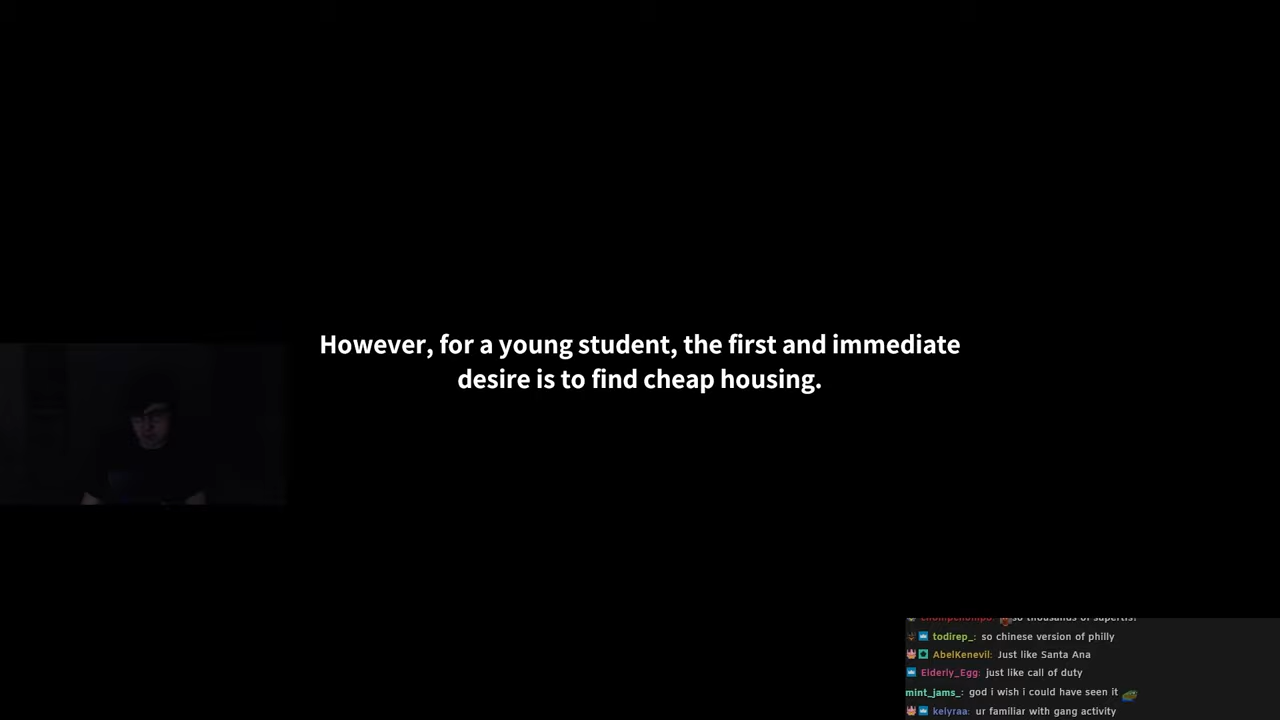 However, for a young student, the first and immediate
desire is to find cheap housing.
todirep_: so chinese version of philly
AbelKenevil: Just like Santa Ana
Elderly_Egg: just like call of duty
mint_jams_: god i wish i could have seen it
kelyraa: ur familiar with gang activity